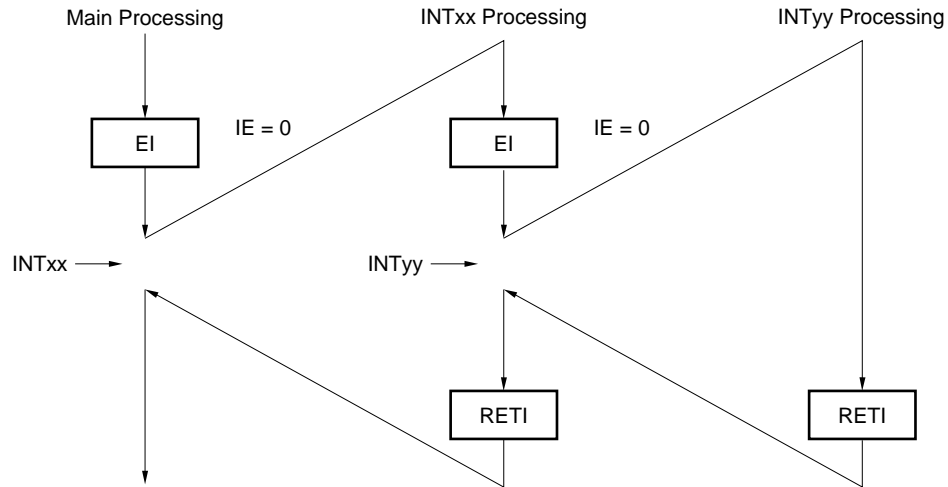 Main Processing
INTxx Processing
INTyy Processing
EI
IE = 0
EI
IE = 0
INTxx
INTyy
RETI
RETI